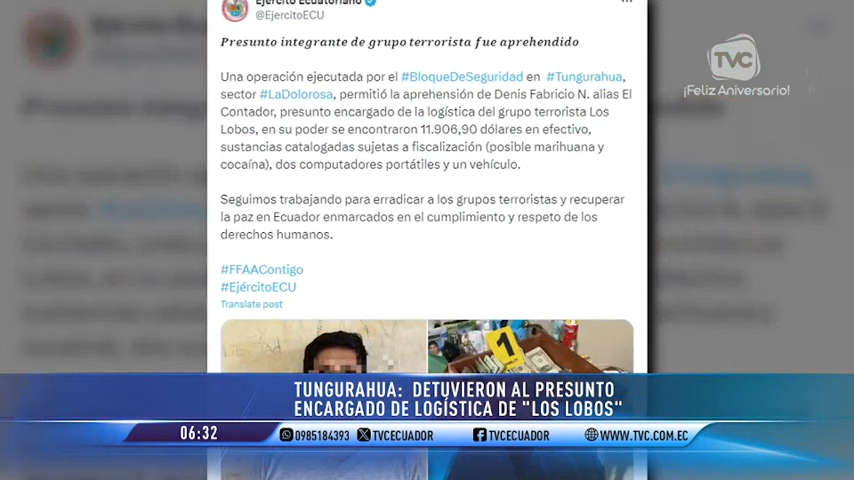 Ejército Ecuatoriano
@EjercitoECU
Presunto integrante de grupo terrorista fue aprehendido
Una operación ejecutada por el #BloqueDeSeguridad en #Tungurahua,
sector #LaDolorosa, permitió la aprehensión de Denis Fabricio N. alias El
Contador, presunto encargado de la logística del grupo terrorista Los
Lobos, en su poder se encontraron 11.906,90 dólares en efectivo,
sustancias catalogadas sujetas a fiscalización (posible marihuana y
cocaína), dos computadores portátiles y un vehículo.
Seguimos trabajando para erradicar a los grupos terroristas y recuperar
la paz en Ecuador enmarcados en el cumplimiento y respeto de los
derechos humanos.
#FFAAContigo
#EjércitoECU
Translate post
TVC
¡Feliz Aniversario!
1
TUNGURAHUA: DETUVIERON AL PRESUNTO
ENCARGADO DE LOGÍSTICA DE "LOS LOBOS"
06:32
0985184393
TVCECUADOR
TVCECUADOR
WWW.TVC.COM.EC